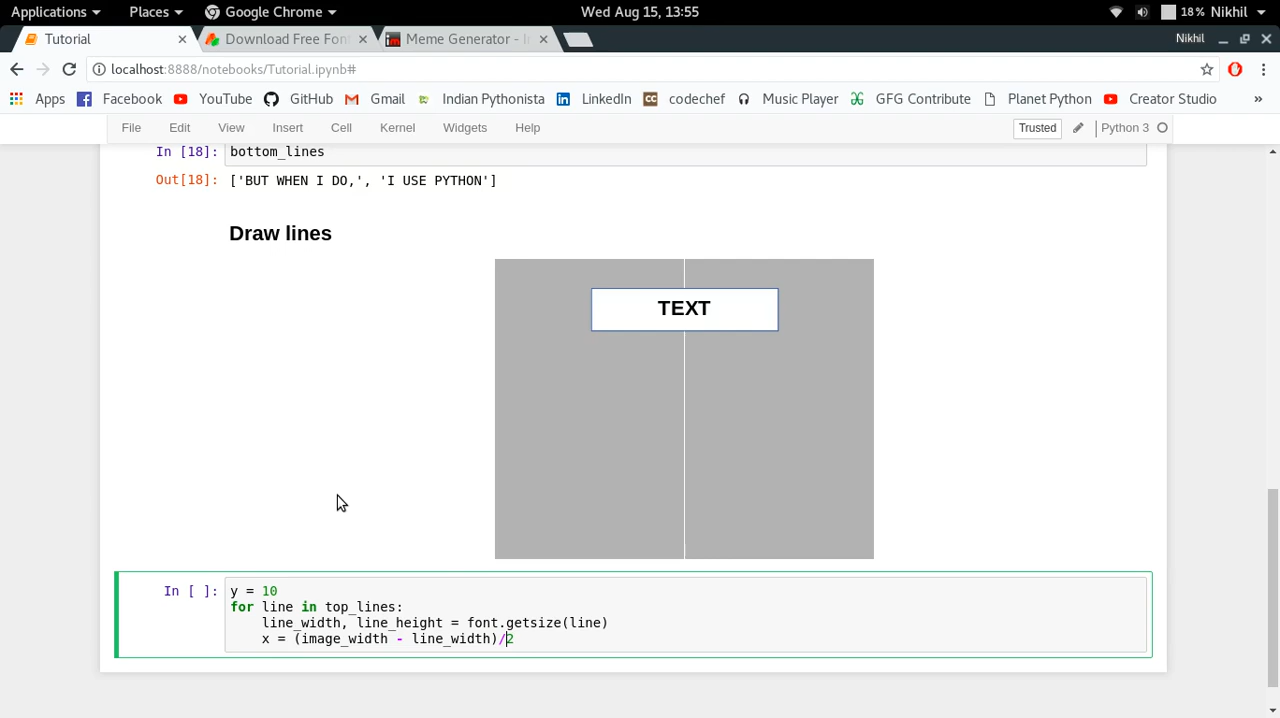 Applications Places Google Chrome Wed Aug 15, 13:55 18% Nikhil
Tutorial Download Free Font Meme Generator - In Nikhil
localhost:8888/notebooks/Tutorial.ipynb#
Apps Facebook YouTube GitHub Gmail Indian Pythonista LinkedIn codechef Music Player GFG Contribute Planet Python Creator Studio »
File Edit View Insert Cell Kernel Widgets Help Trusted Python 3
In [18]: bottom_lines
Out[18]: ['BUT WHEN I DO,', 'I USE PYTHON']
Draw lines
TEXT
In [ ]: y = 10
for line in top_lines:
    line_width, line_height = font.getsize(line)
    x = (image_width - line_width)/2